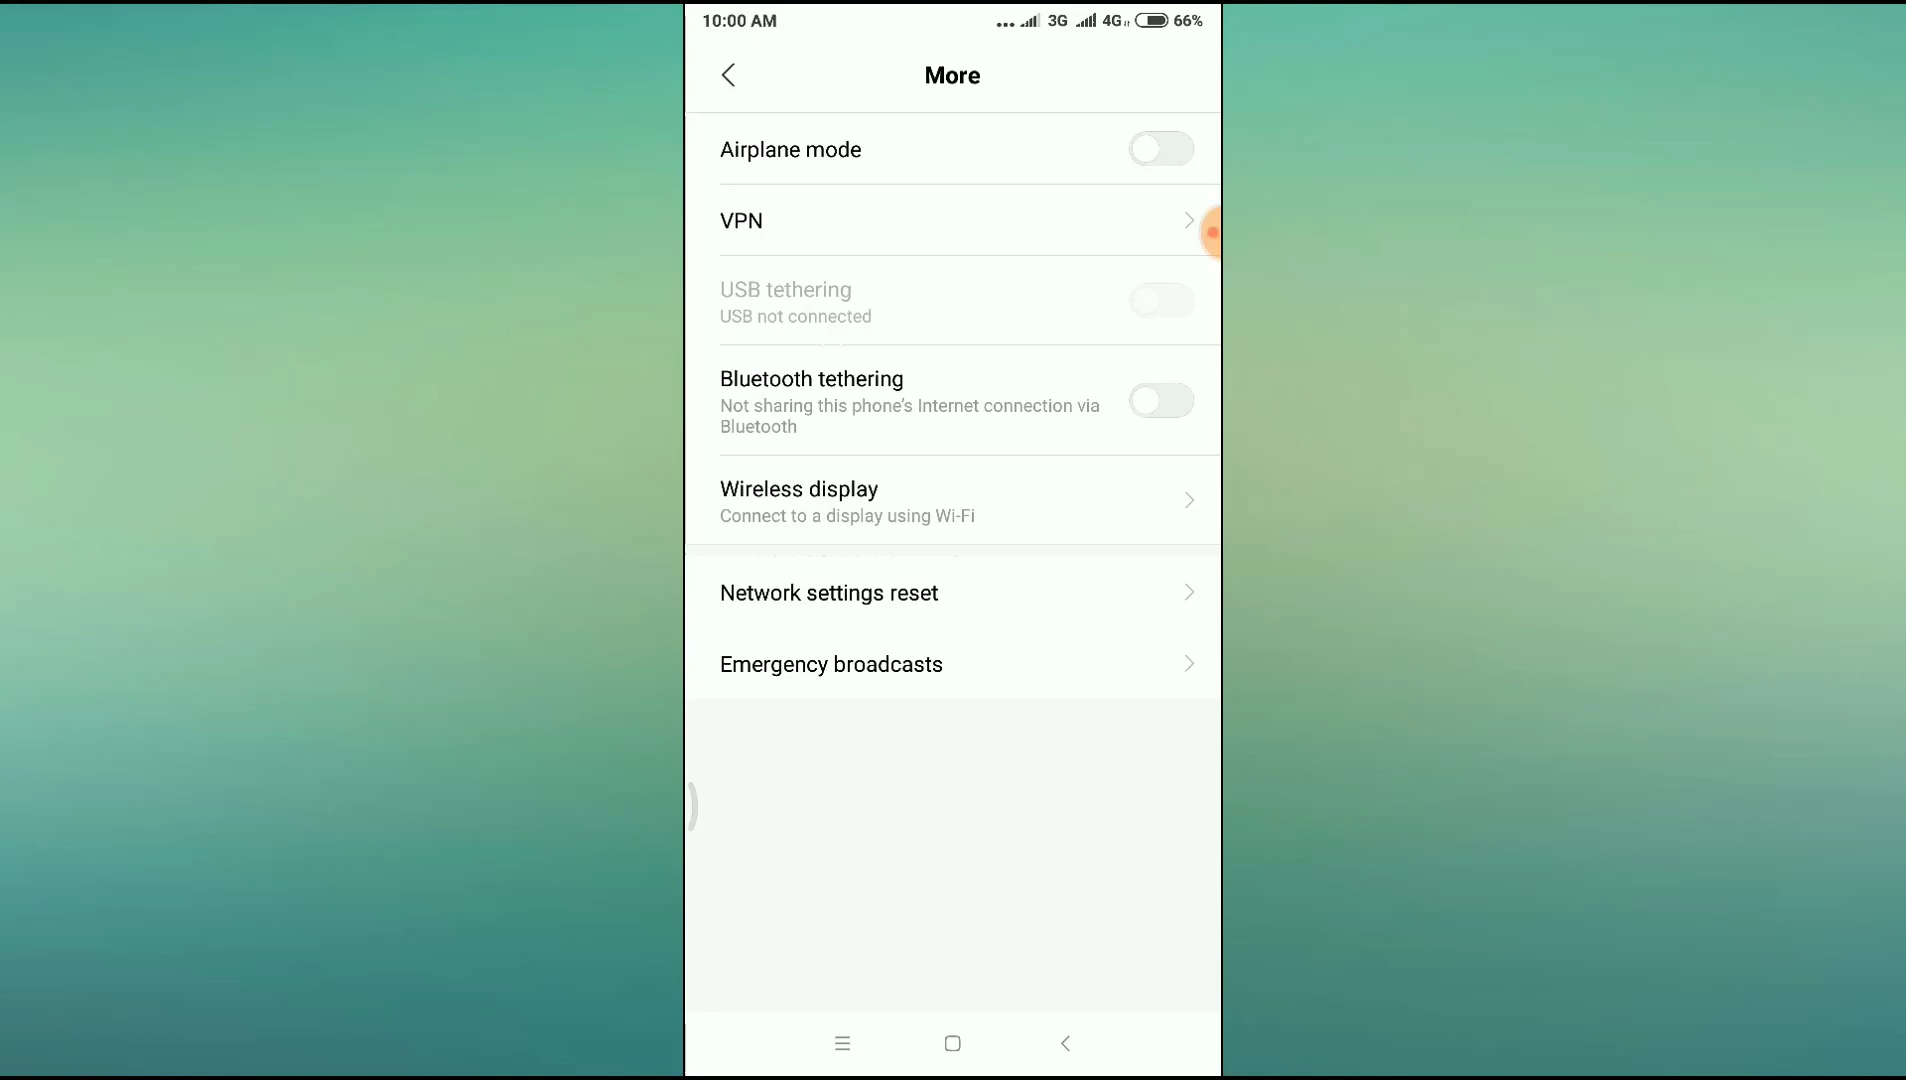 10:00 AM ... 3G 4G 66%
More
Airplane mode
VPN
USB tethering
USB not connected
Bluetooth tethering
Not sharing this phone’s Internet connection via
Bluetooth
Wireless display
Connect to a display using Wi-Fi
Network settings reset
Emergency broadcasts